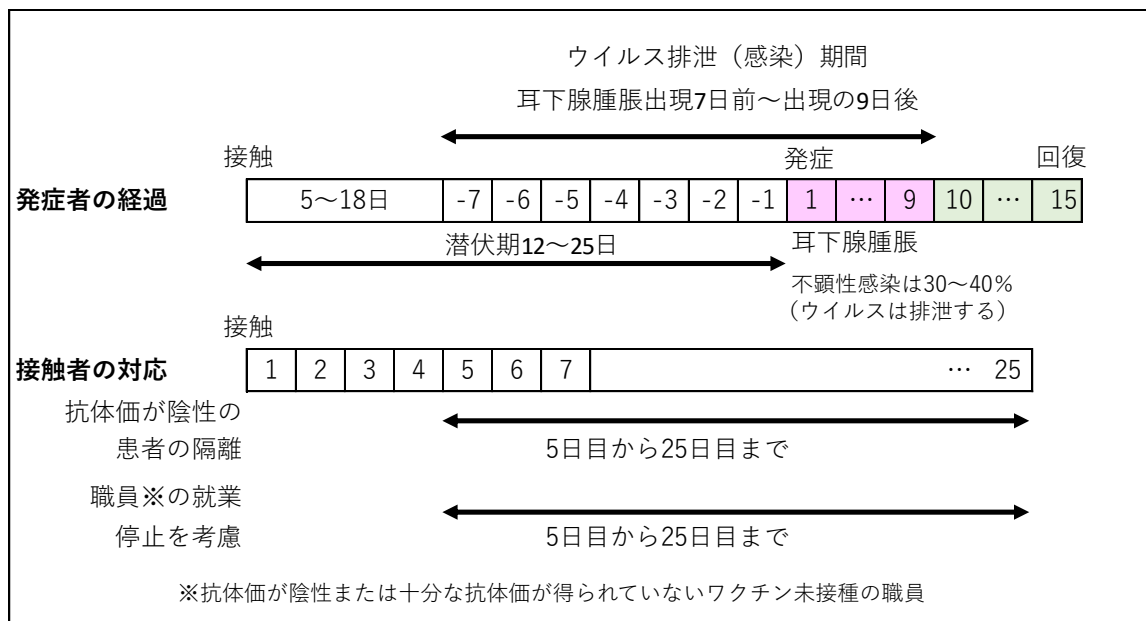 ウイルス排泄（感染）期間
耳下腺腫脹出現7日前～出現の9日後
接触 発症 回復
発症者の経過 5～18日 -7 -6 -5 -4 -3 -2 -1 1 … 9 10 … 15
潜伏期12～25日 耳下腺腫脹
不顕性感染は30～40%
（ウイルスは排泄する）
接触
接触者の対応 1 2 3 4 5 6 7 … 25
抗体価が陰性の
患者の隔離 5日目から25日目まで
職員※の就業
停止を考慮 5日目から25日目まで
※抗体価が陰性または十分な抗体価が得られていないワクチン未接種の職員